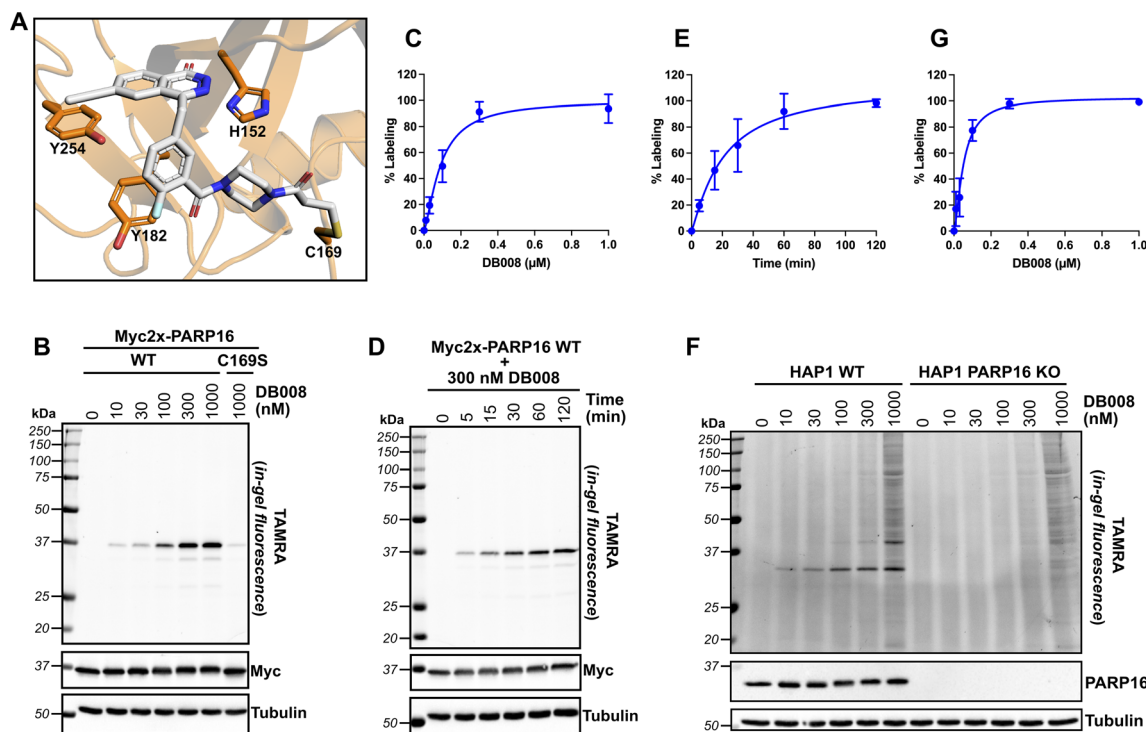 A
Y254
H152
Y182
C169
C
% Labeling
120
100
80
60
40
20
0
0.0 0.2 0.4 0.6 0.8 1.0
DB008 (µM)
E
% Labeling
120
100
80
60
40
20
0
0 20 40 60 80 100 120
Time (min)
G
% Labeling
120
100
80
60
40
20
0
0.0 0.2 0.4 0.6 0.8 1.0
DB008 (µM)
B
Myc2x-PARP16
WT C169S
0 10 30 100 300 1000 1000
DB008
(nM)
kDa
250
150
100
75
50
37
25
20
TAMRA
(in-gel fluorescence)
37
Myc
50
Tubulin
D
Myc2x-PARP16 WT
+
300 nM DB008
0 5 15 30 60 120
Time
(min)
kDa
250
150
100
75
50
37
25
20
TAMRA
(in-gel fluorescence)
37
Myc
50
Tubulin
F
HAP1 WT HAP1 PARP16 KO
0 10 30 100 300 1000 0 10 30 100 300 1000
DB008
(nM)
kDa
250
150
100
75
50
37
25
20
TAMRA
(in-gel fluorescence)
37
PARP16
50
Tubulin